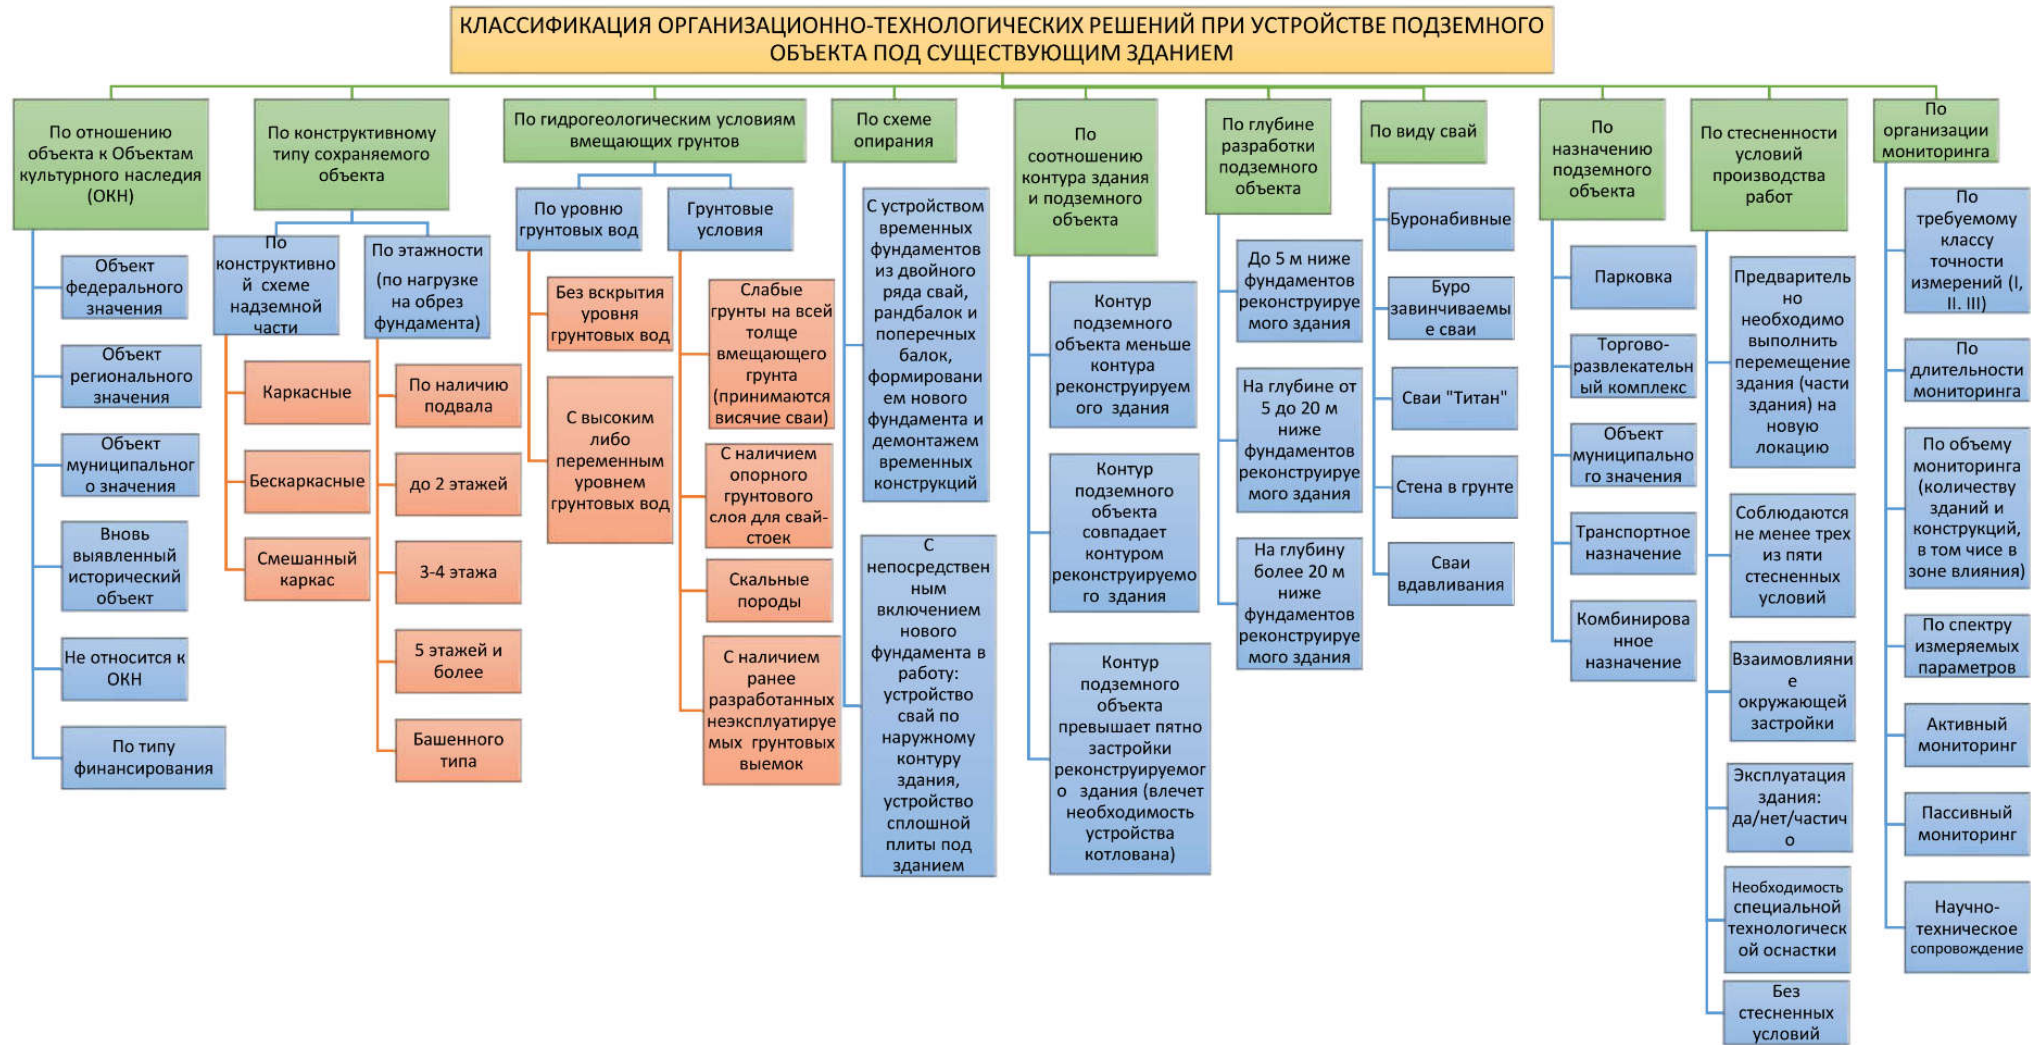 КЛАССИФИКАЦИЯ ОРГАНИЗАЦИОННО-ТЕХНОЛОГИЧЕСКИХ РЕШЕНИЙ ПРИ УСТРОЙСТВЕ ПОДЗЕМНОГО
ОБЪЕКТА ПОД СУЩЕСТВУЮЩИМ ЗДАНИЕМ
По отношению
объекта к Объектам
культурного наследия
(ОКН)
Объект
федерального
значения
Объект
регионального
значения
Объект
муниципальног
о значения
Вновь
выявленный
исторический
объект
Не относится к
ОКН
По типу
финансирования
По конструктивному
типу сохраняемого
объекта
По
конструктивно
й схеме
надземной
части
Каркасные
Бескаркасные
Смешанный
каркас
По этажности
(по нагрузке
на обрез
фундамента)
По наличию
подвала
до 2 этажей
3-4 этажа
5 этажей и
более
Башенного
типа
По гидрогеологическим условиям
вмещающих грунтов
По уровню
грунтовых вод
Без вскрытия
уровня
грунтовых вод
С высоким
либо
переменным
уровнем
грунтовых вод
Грунтовые
условия
Слабые
грунты на всей
толще
вмещающего
грунта
(принимаются
висячие сваи)
С наличием
опорного
грунтового
слоя для свай-
стоек
Скальные
породы
С наличием
ранее
разработанных
неэксплуатируе
мых грунтовых
выемок
По схеме
опирания
С устройством
временных
фундаментов
из двойного
ряда свай,
рандбалок и
поперечных
балок,
формировани
ем нового
фундамента и
демонтажем
временных
конструкций
С
непосредствен
ным
включением
нового
фундамента в
работу:
устройство
свай по
наружному
контуру
здания,
устройство
сплошной
плиты под
зданием
По
соотношению
контура здания
и подземного
объекта
Контур
подземного
объекта меньше
контура
реконструируем
ого здания
Контур
подземного
объекта
совпадает
контуром
реконструируемо
го здания
Контур
подземного
объекта
превышает пятно
застройки
реконструируемог
о здания (влечет
необходимость
устройства
котлована)
По глубине
разработки
подземного
объекта
До 5 м ниже
фундаментов
реконструируе
мого здания
На глубине от
5 до 20 м
ниже
фундаментов
реконструируе
мого здания
На глубину
более 20 м
ниже
фундаментов
реконструируе
мого здания
По виду свай
Буронабивные
Буро
завинчиваемы
е сваи
Сваи "Титан"
Стена в грунте
Сваи
вдавливания
По
назначению
подземного
объекта
Парковка
Торгово-
развлекатель
ный комплекс
Объект
муниципально
го значения
Транспортное
назначение
Комбинирова
нное
назначение
По стесненности
условий
производства
работ
Предваритель
но
необходимо
выполнить
перемещение
здания (части
здания) на
новую
локацию
Соблюдаются
не менее трех
из пяти
стесненных
условий
Взаимовлияни
е
окружающей
застройки
Эксплуатация
здания:
да/нет/частич
о
Необходимость
специальной
технологическ
ой оснастки
Без
стесненных
условий
По
организации
мониторинга
По
требуемому
классу
точности
измерений (I,
II. III)
По
длительности
мониторинга
По объему
мониторинга
(количеству
зданий и
конструкций,
в том чисе в
зоне влияния)
По спектру
измеряемых
параметров
Активный
мониторинг
Пассивный
мониторинг
Научно-
техническое
сопровождение